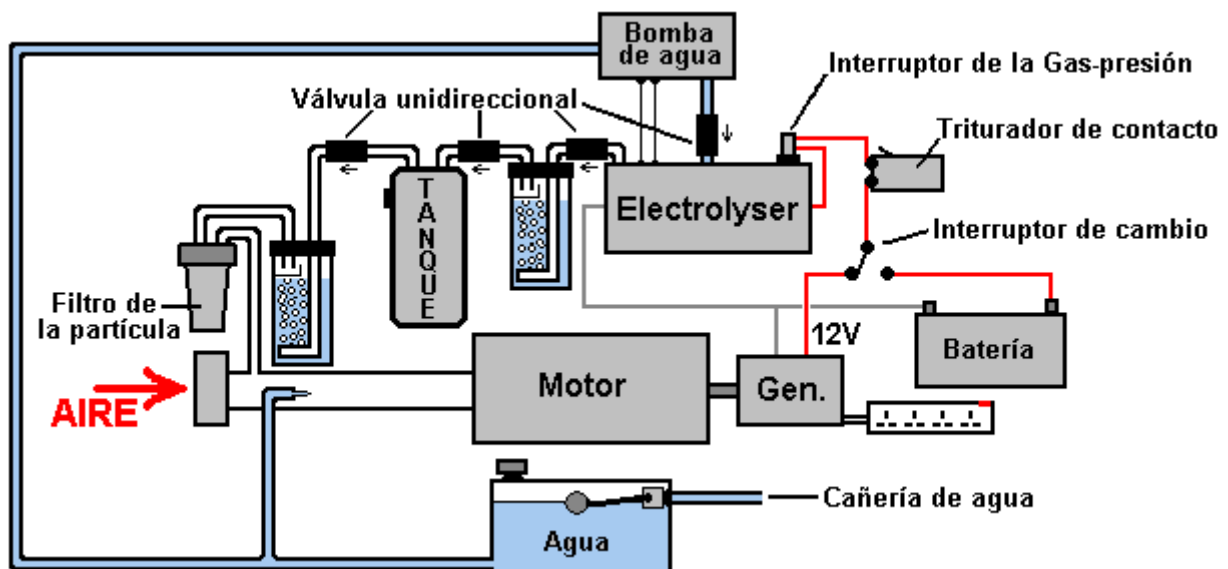 Bomba
de agua
Interruptor de la Gas-presión
Válvula unidireccional
Triturador de contacto
TANQUE
Electrolyser
Interruptor de cambio
Filtro de
la partícula
12V
Batería
Motor
Gen.
AIRE
Cañería de agua
Agua